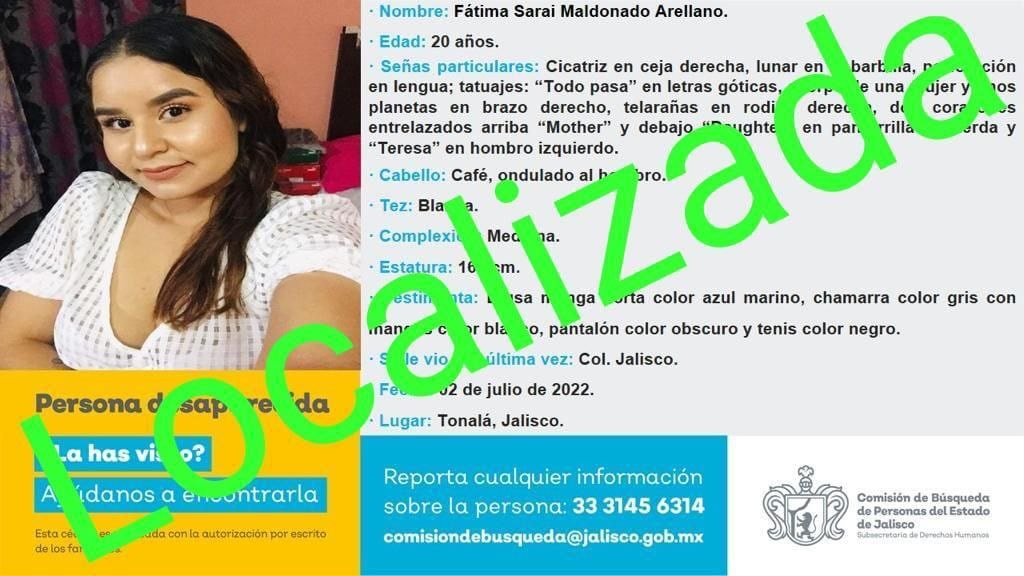 · Nombre: Fátima Sarai Maldonado Arellano.
· Edad: 20 años.
· Señas particulares: Cicatriz en ceja derecha, lunar en barbilla,
en lengua; tatuajes: “Todo pasa” en letras góticas, de una mujer y
planetas en brazo derecho, telarañas en rodilla derecha, dos corazones
entrelazados arriba “Mother” y debajo “Daughter” en pantorrilla izquierda y
“Teresa” en hombro izquierdo.
· Cabello: Café, ondulado al hombro.
· Tez: Blanca.
· Complexión: Mediana.
· Estatura: cm.
· Vestimenta: Blusa manga corta color azul marino, chamarra color gris con
mangas color blanco, pantalón color obscuro y tenis color negro.
· Se le vio última vez: Col. Jalisco.
· Fecha: 02 de julio de 2022.
· Lugar: Tonalá, Jalisco.
Localizada
Persona desaparecida
¿La has visto?
Ayúdanos a encontrarla
Esta cédula es con la autorización por escrito
de los familiares.
Reporta cualquier información
sobre la persona: 33 3145 6314
comisiondebusqueda@jalisco.gob.mx
Comisión de Búsqueda
de Personas del Estado
de Jalisco
Subsecretaría de Derechos Humanos